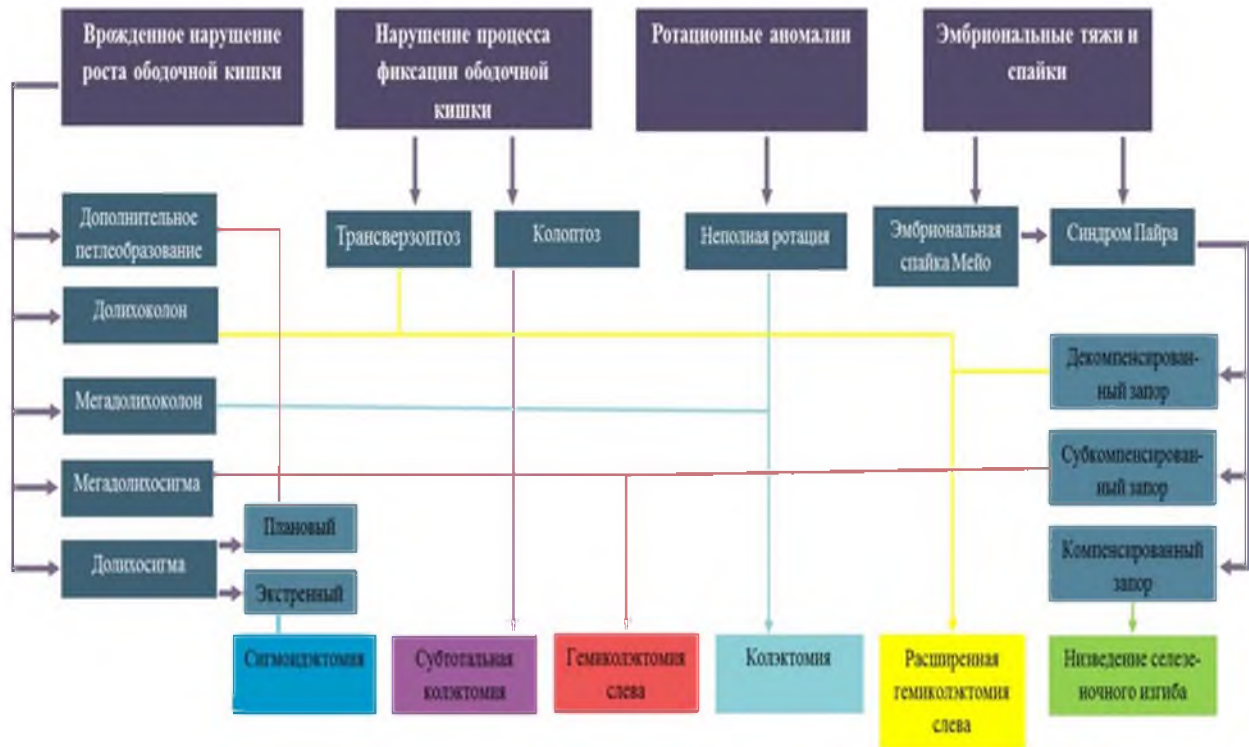 Врожденное нарушение
роста ободочной кишки
Нарушение процесса
фиксации ободочной
кишки
Ротационные аномалии
Эмбриональные тяжи и
спайки
Дополнительное
петлеобразование
Трансверзоптоз
Колоптоз
Неполная ротация
Эмбриональная
спайка Мейо
Синдром Пайра
Долихоколон
Декомпенсирован-
ный запор
Мегадолихоколон
Субкомпенсирован-
ный запор
Мегадолихосигма
Плановый
Долихосигма
Компенсированный
запор
Экстренный
Сигмоидэктомия
Субтотальная
колэктомия
Гемиколэктомия
слева
Колэктомия
Расширенная
гемиколэктомия
слева
Низведение селезе-
ночного изгиба